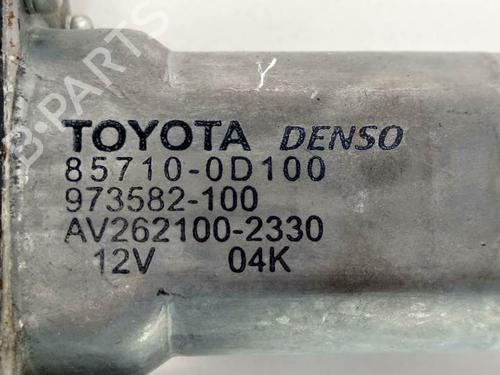 B-PARTS
Y
TOYOTA DENSO
85710-0D100
973582-100
AV262100-2330
12V 04K